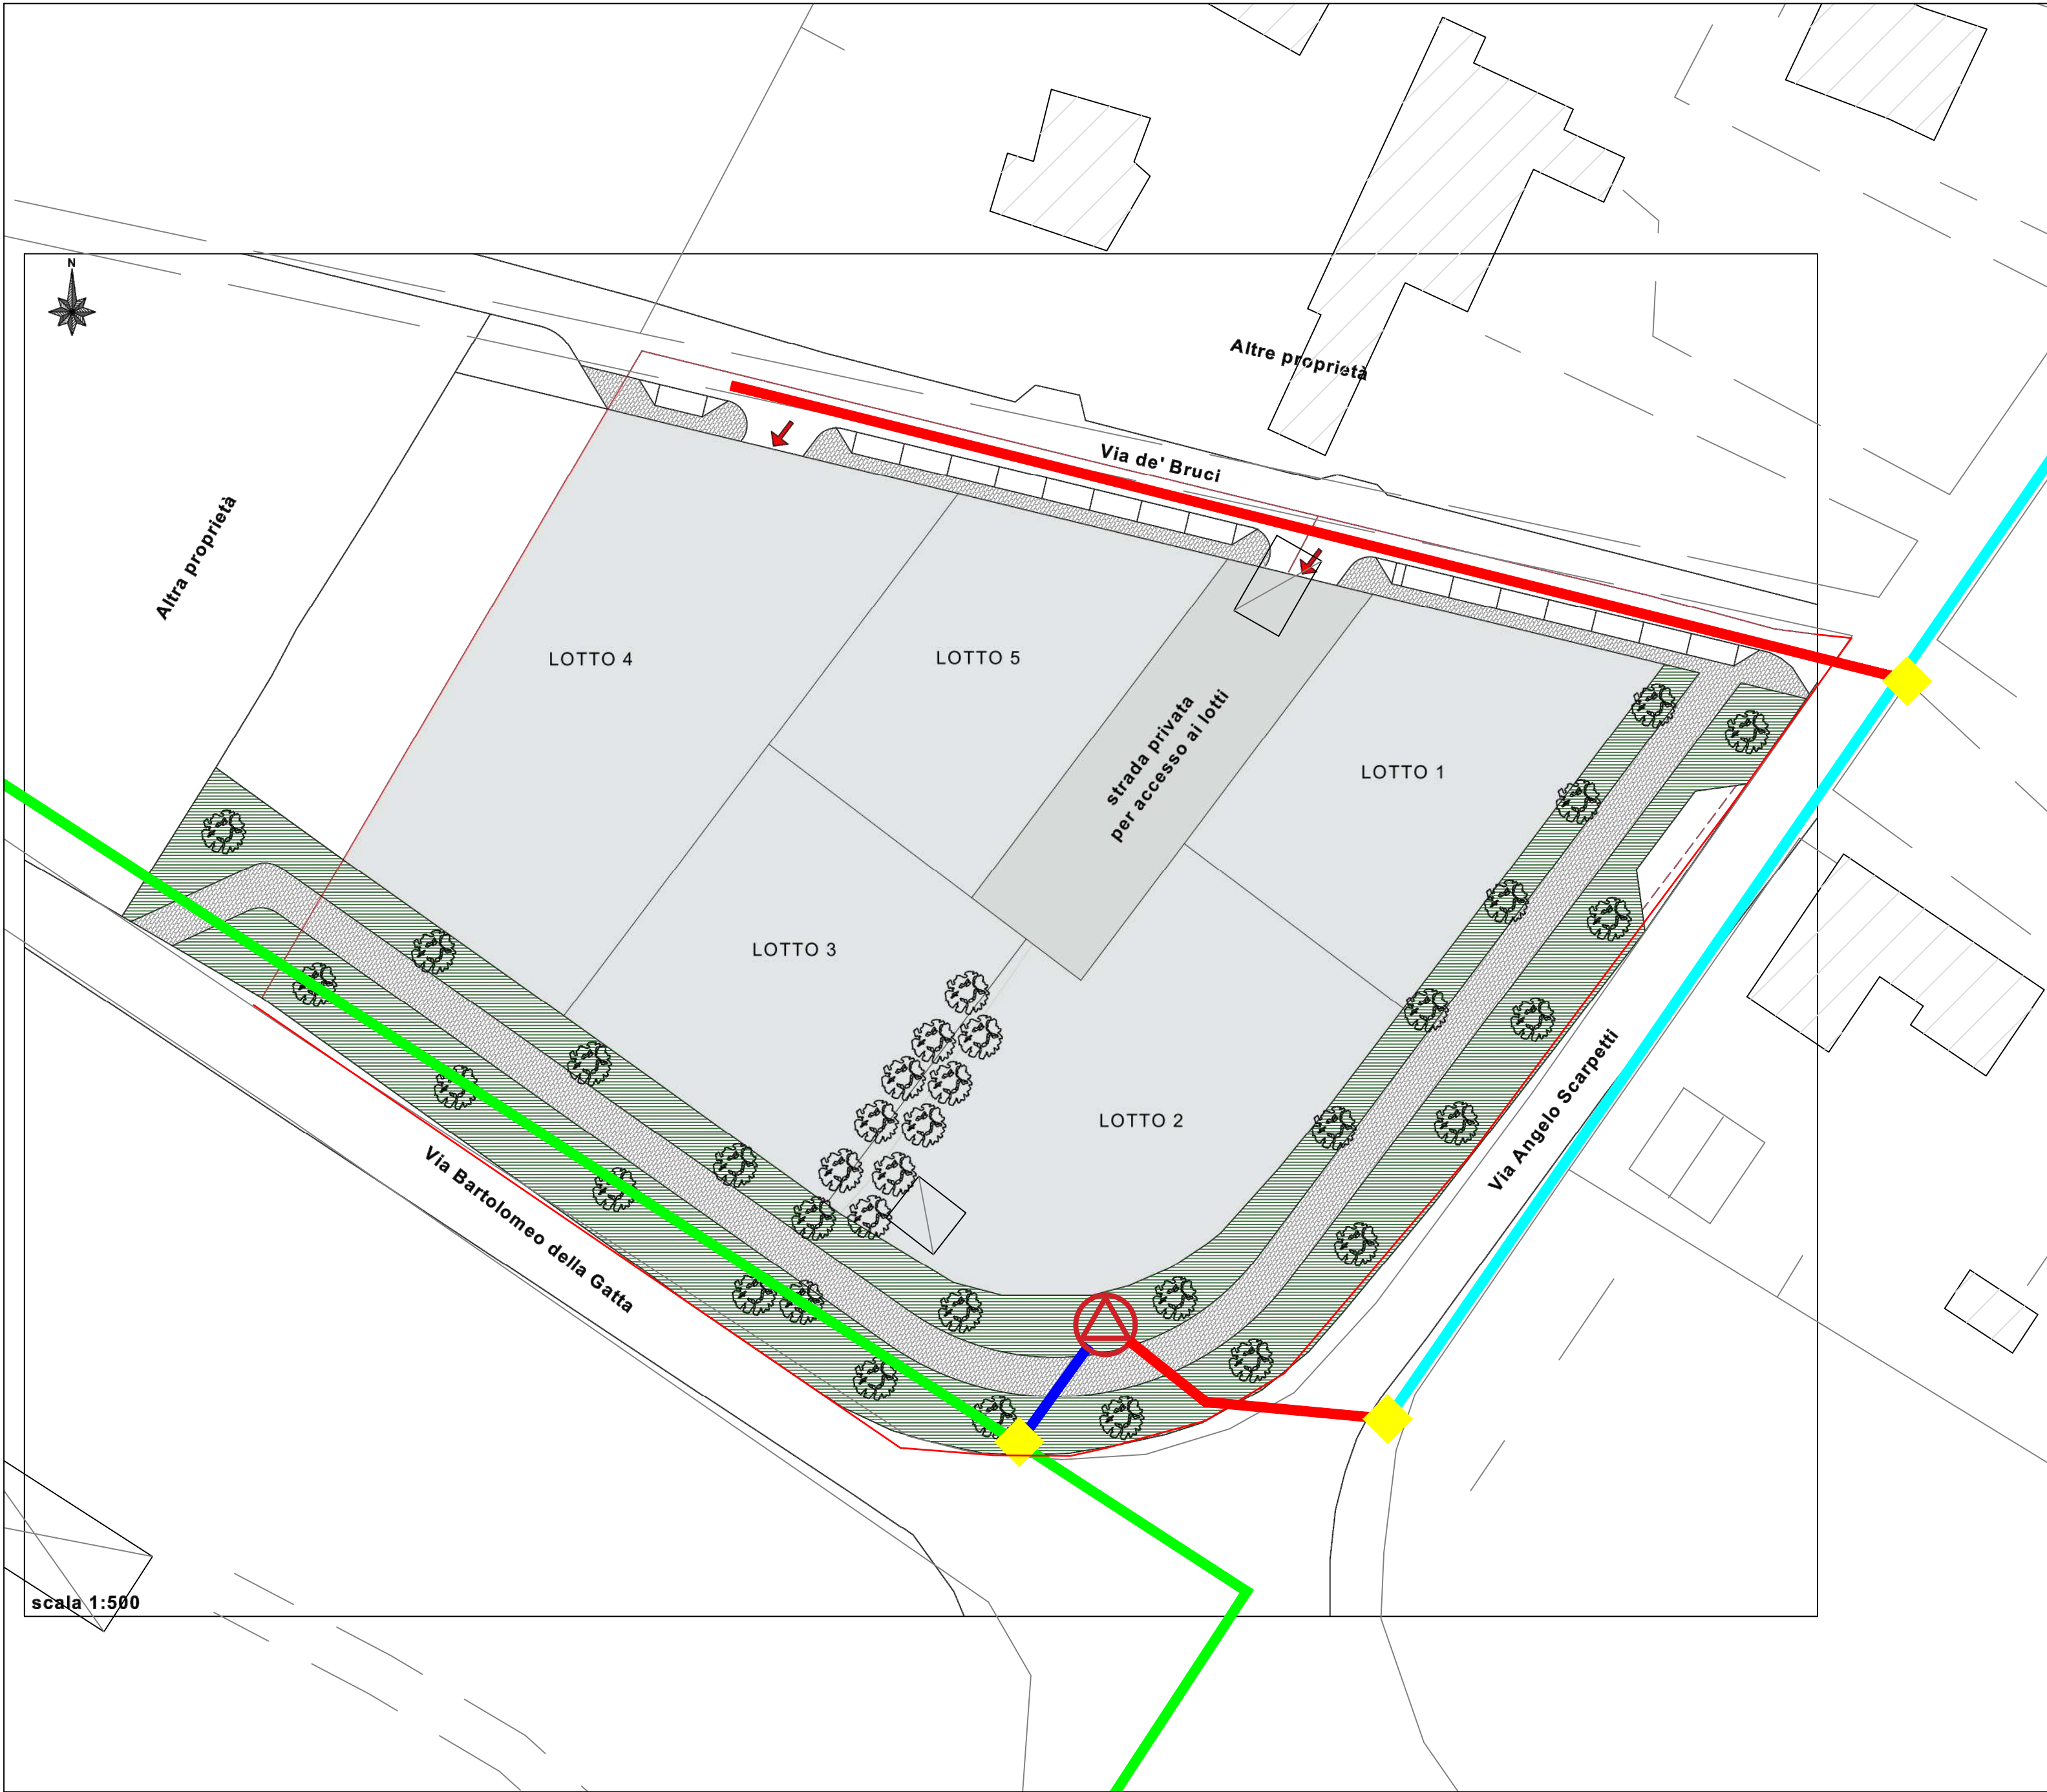 N
Altre proprietà
Via de' Bruci
Altra proprietà
LOTTO 4
LOTTO 5
strada privata
per accesso ai lotti
LOTTO 1
LOTTO 3
LOTTO 2
Via Angelo Scarpetti
Via Bartolomeo della Gatta
scala 1:500